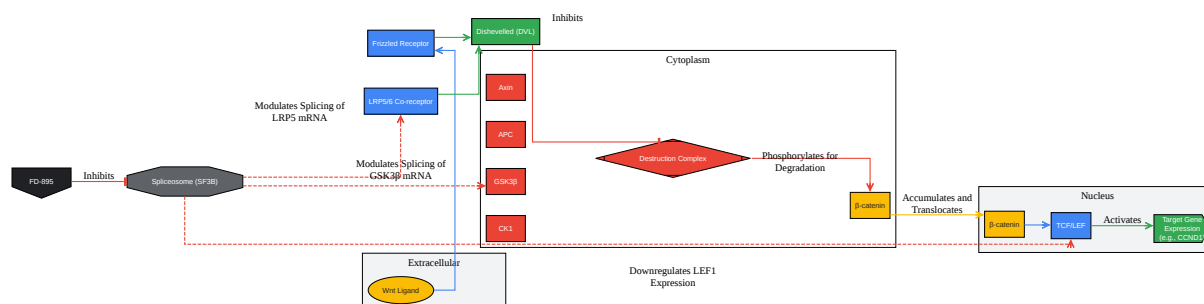 Inhibits
Dishevelled (DVL)
Frizzled Receptor
Cytoplasm
Axin
LRP5/6 Co-receptor
Modulates Splicing of
LRP5 mRNA
APC
Destruction Complex
Phosphorylates for
Degradation
Modulates Splicing of
GSK3β mRNA
FD-895
Inhibits
Spliceosome (SF3B)
GSK3β
β-catenin
Accumulates and
Translocates
Nucleus
CK1
β-catenin
TCF/LEF
Activates
Target Gene
Expression
(e.g., CCND1
Extracellular
Downregulates LEF1
Expression
Wnt Ligand